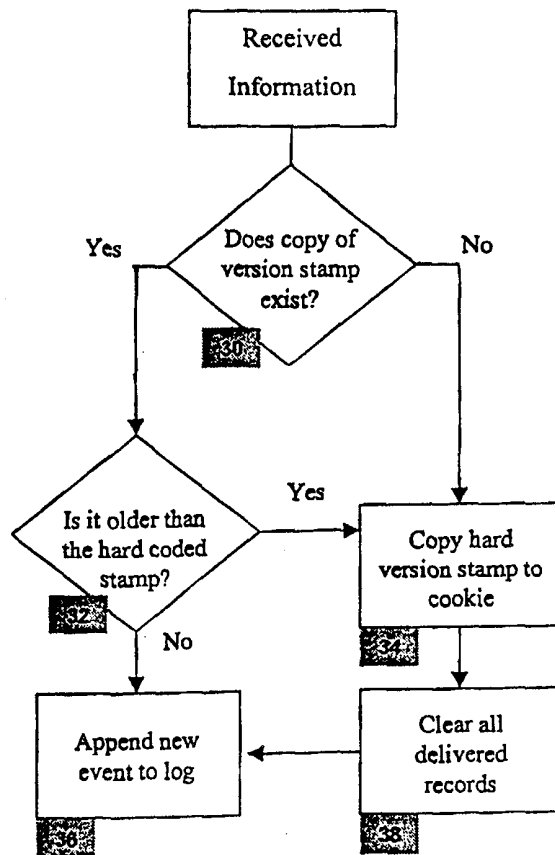 Received
Information
Does copy of
version stamp
exist?
Yes
No
30
Is it older than
the hard coded
stamp?
Yes
32
No
Copy hard
version stamp to
cookie
34
Append new
event to log
36
Clear all
delivered
records
38